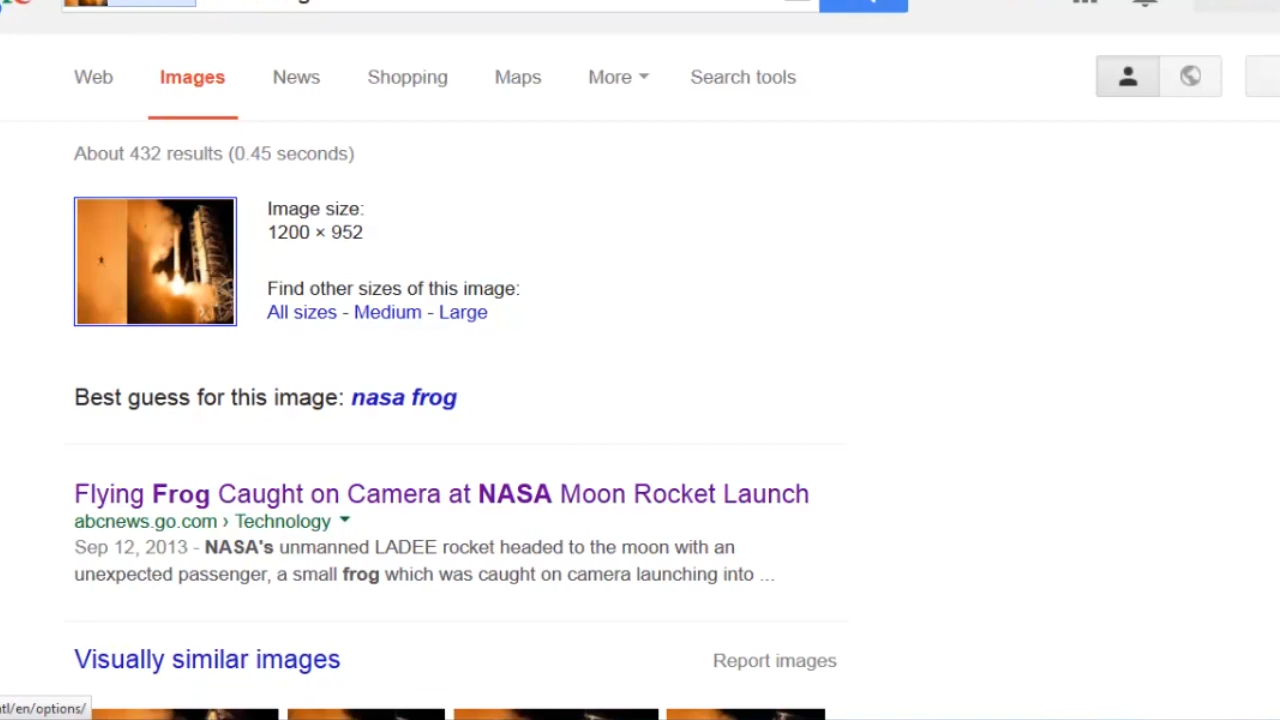 Web Images News Shopping Maps More Search tools
About 432 results (0.45 seconds)
Image size:
1200 × 952
Find other sizes of this image:
All sizes - Medium - Large
Best guess for this image: nasa frog
Flying Frog Caught on Camera at NASA Moon Rocket Launch
abcnews.go.com › Technology
Sep 12, 2013 - NASA's unmanned LADEE rocket headed to the moon with an
unexpected passenger, a small frog which was caught on camera launching into ...
Visually similar images Report images
/en/options/